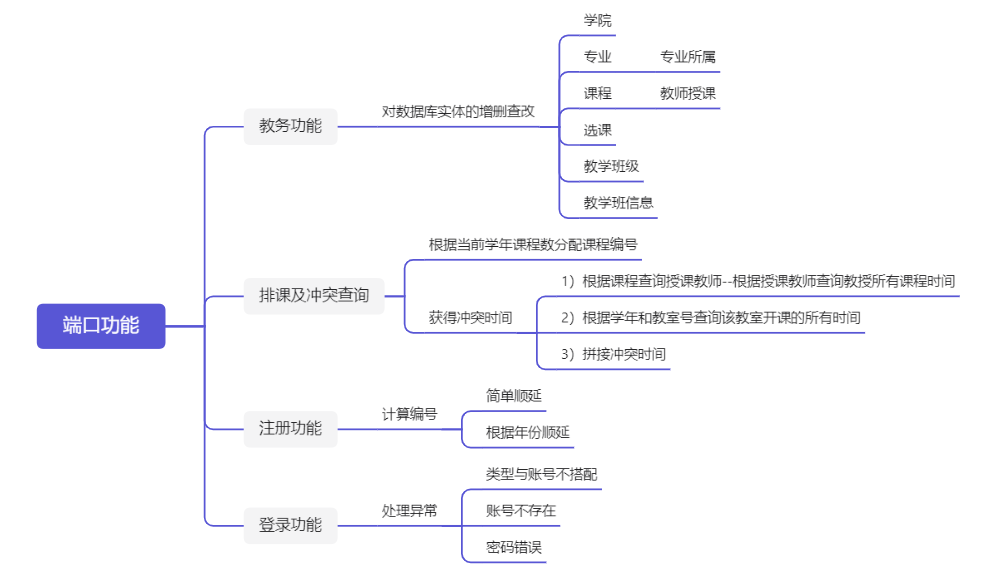 学院
专业 专业所属
课程 教师授课
对数据库实体的增删查改
教务功能
选课
教学班级
教学班信息
根据当前学年课程数分配课程编号
排课及冲突查询
1）根据课程查询授课教师--根据授课教师查询教授所有课程时间
获得冲突时间
2）根据学年和教室号查询该教室开课的所有时间
3）拼接冲突时间
端口功能
简单顺延
计算编号
注册功能
根据年份顺延
类型与账号不搭配
处理异常
账号不存在
登录功能
密码错误